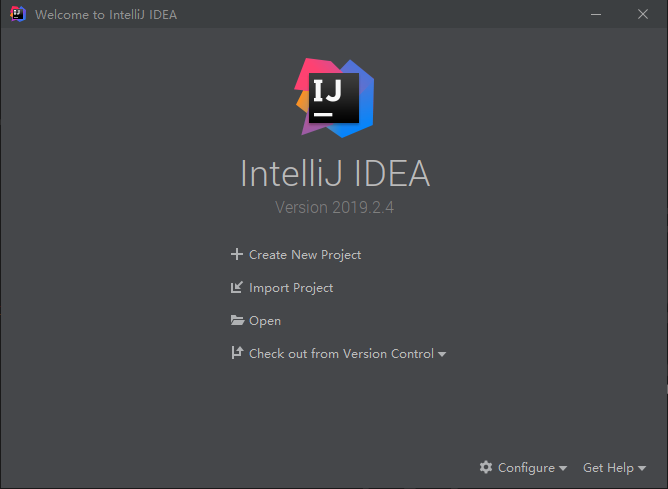 Welcome to IntelliJ IDEA
IJ
IntelliJ IDEA
Version 2019.2.4
Create New Project
Import Project
Open
Check out from Version Control
Configure
Get Help